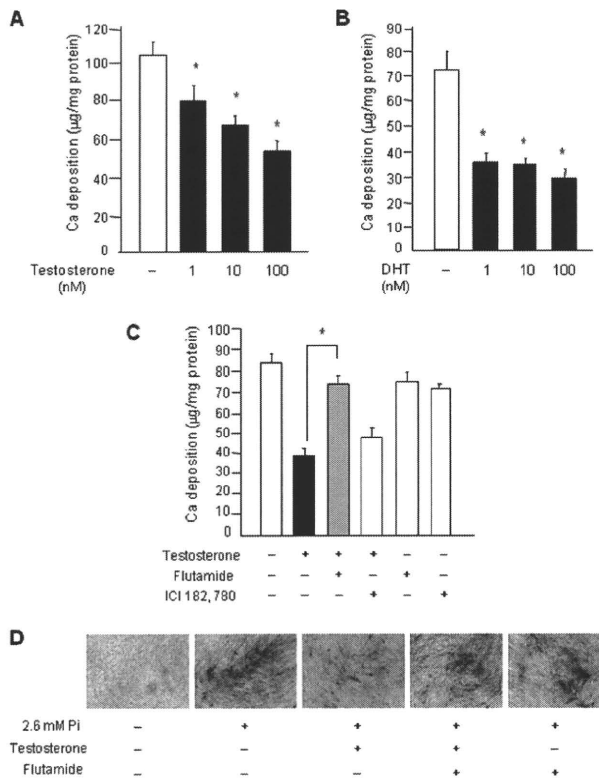 A
Ca deposition (µg/mg protein)
120
100
80
60
40
20
0
* * *
Testosterone (nM) – 1 10 100
B
Ca deposition (µg/mg protein)
90
80
70
60
50
40
30
20
10
0
* * *
DHT (nM) – 1 10 100
C
Ca deposition (µg/mg protein)
100
90
80
70
60
50
40
30
20
10
0
*
Testosterone – + + + – –
Flutamide – – + – + –
ICI 182,780 – – – + – +
D
2.6 mM Pi – + + + +
Testosterone – – + + –
Flutamide – – – + +